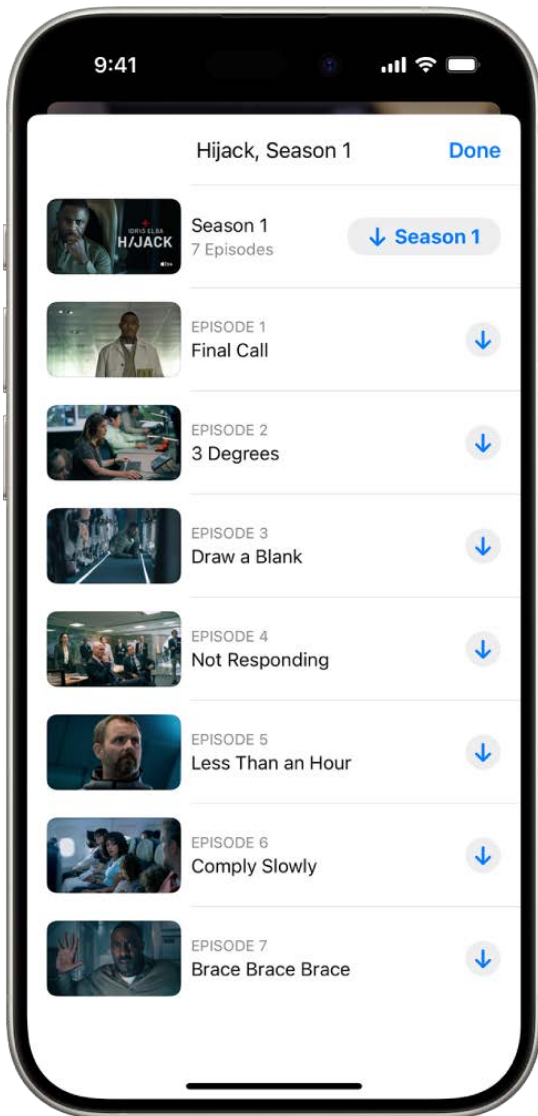 9:41
Hijack, Season 1
Done
IDRIS ELBA
H/JACK
Season 1
7 Episodes
Season 1
EPISODE 1
Final Call
EPISODE 2
3 Degrees
EPISODE 3
Draw a Blank
EPISODE 4
Not Responding
EPISODE 5
Less Than an Hour
EPISODE 6
Comply Slowly
EPISODE 7
Brace Brace Brace